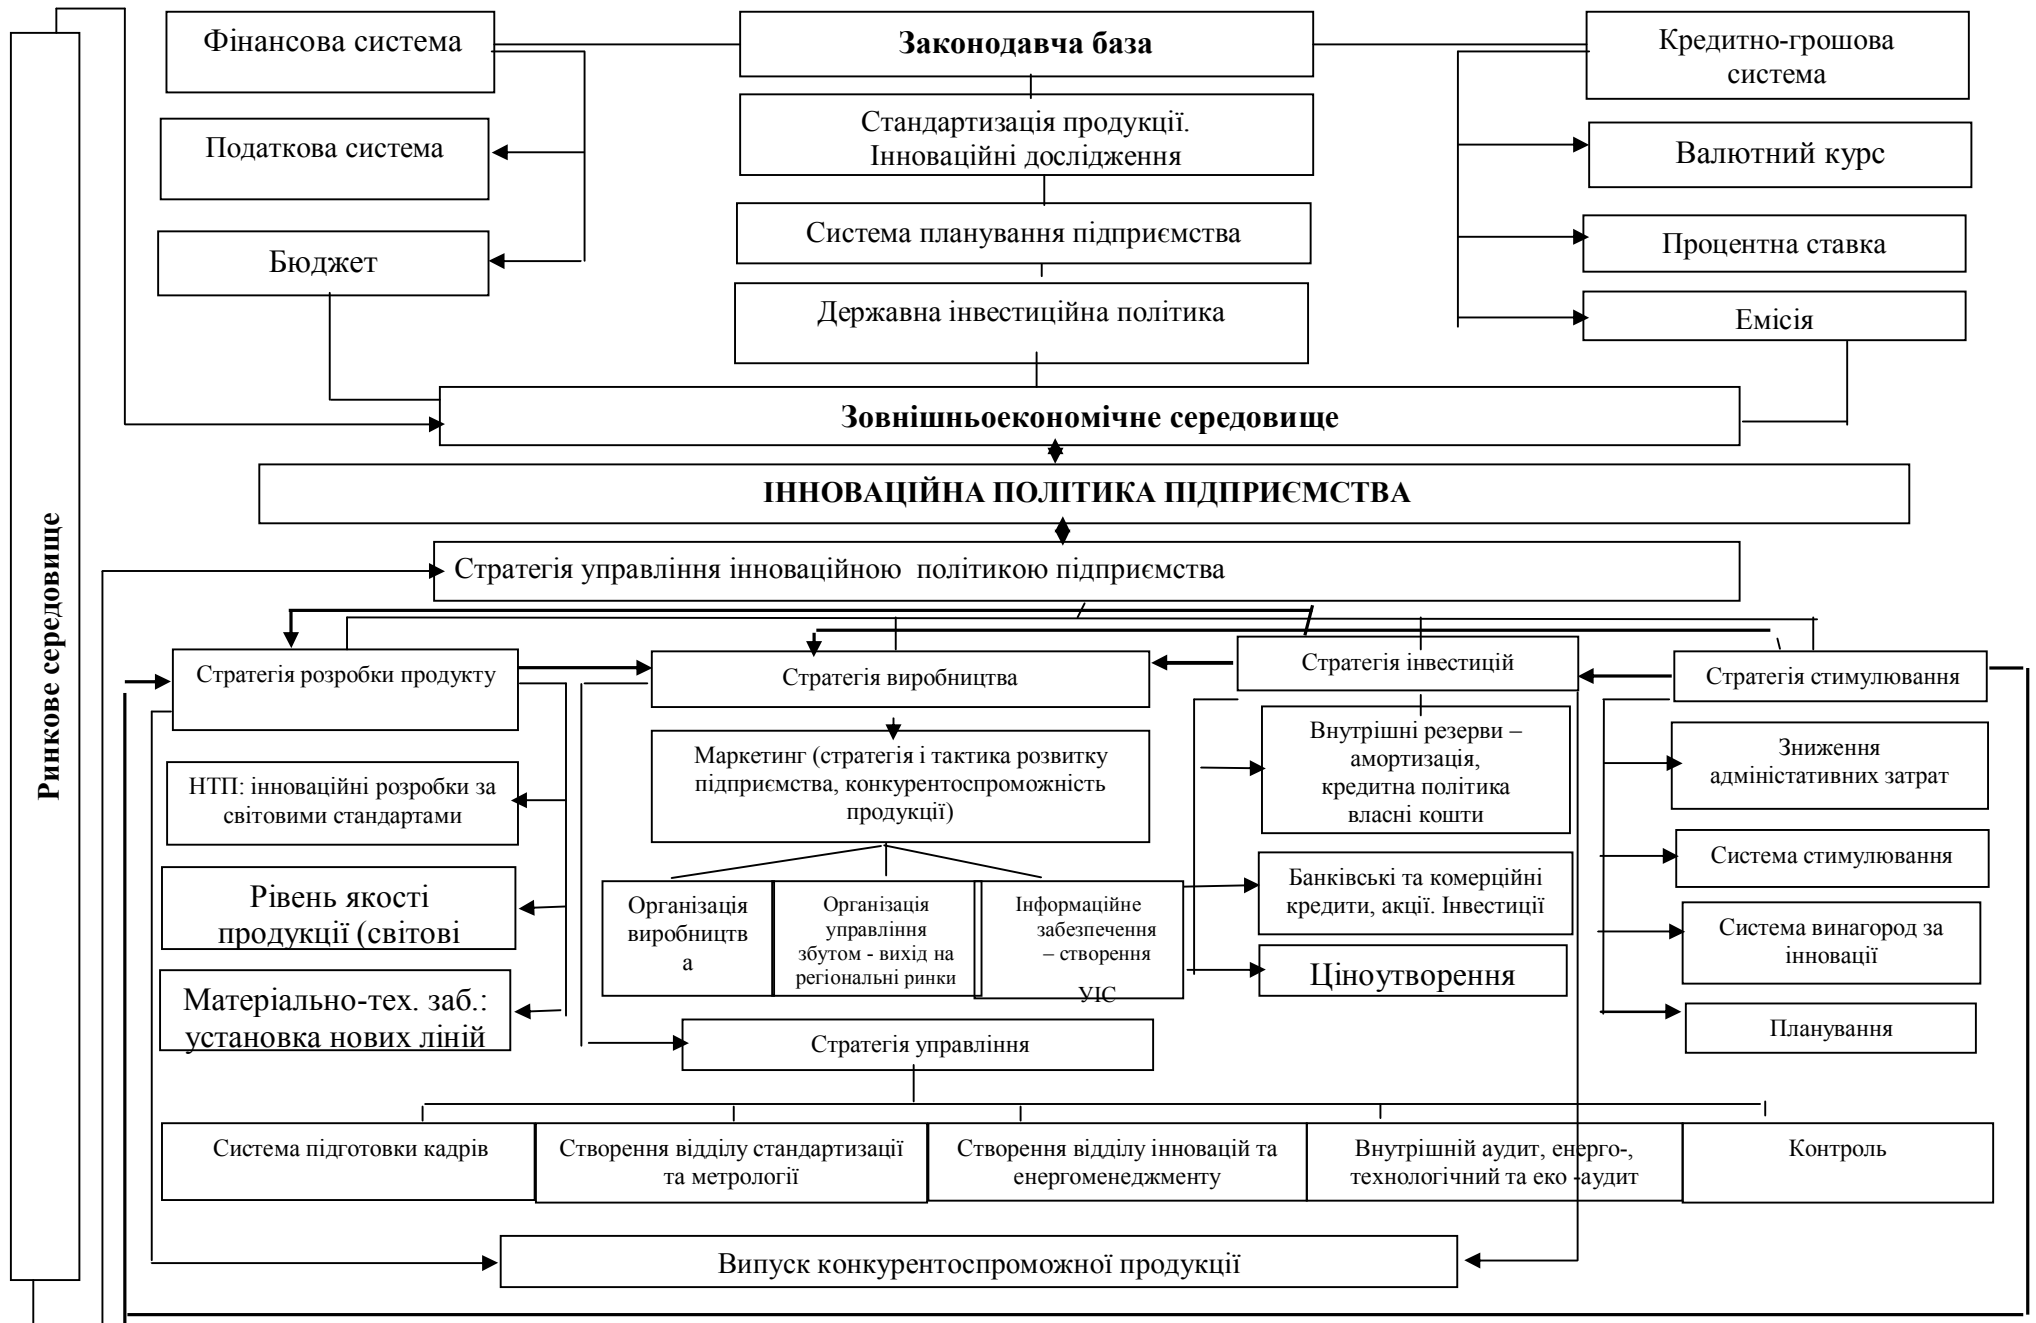 Фінансова система
Законодавча база
Кредитно-грошова
система
Стандартизація продукції.
Інноваційні дослідження
Податкова система
Валютний курс
Система планування підприємства
Процентна ставка
Бюджет
Державна інвестиційна політика
Емісія
Зовнішньоекономічне середовище
ІННОВАЦІЙНА ПОЛІТИКА ПІДПРИЄМСТВА
Ринкове середовище
Стратегія управління інноваційною політикою підприємства
Стратегія розробки продукту
Стратегія виробництва
Стратегія інвестицій
Стратегія стимулювання
НТП: інноваційні розробки за
світовими стандартами
Рівень якості
продукції (світові
Матеріально-тех. заб.:
установка нових ліній
Маркетинг (стратегія і тактика розвитку
підприємства, конкурентоспроможність
продукції)
Організація
виробництв
а
Організація
управління
збутом - вихід на
регіональні ринки
Інформаційне
забезпечення
– створення
УІС
Внутрішні резерви –
амортизація,
кредитна політика
власні кошти
Банківські та комерційні
кредити, акції. Інвестиції
Ціноутворення
Зниження
адміністативних затрат
Система стимулювання
Система винагород за
інновації
Планування
Стратегія управління
Система підготовки кадрів
Створення відділу стандартизації
та метрології
Створення відділу інновацій та
енергоменеджменту
Внутрішній аудит, енерго-,
технологічний та еко -аудит
Контроль
Випуск конкурентоспроможної продукції